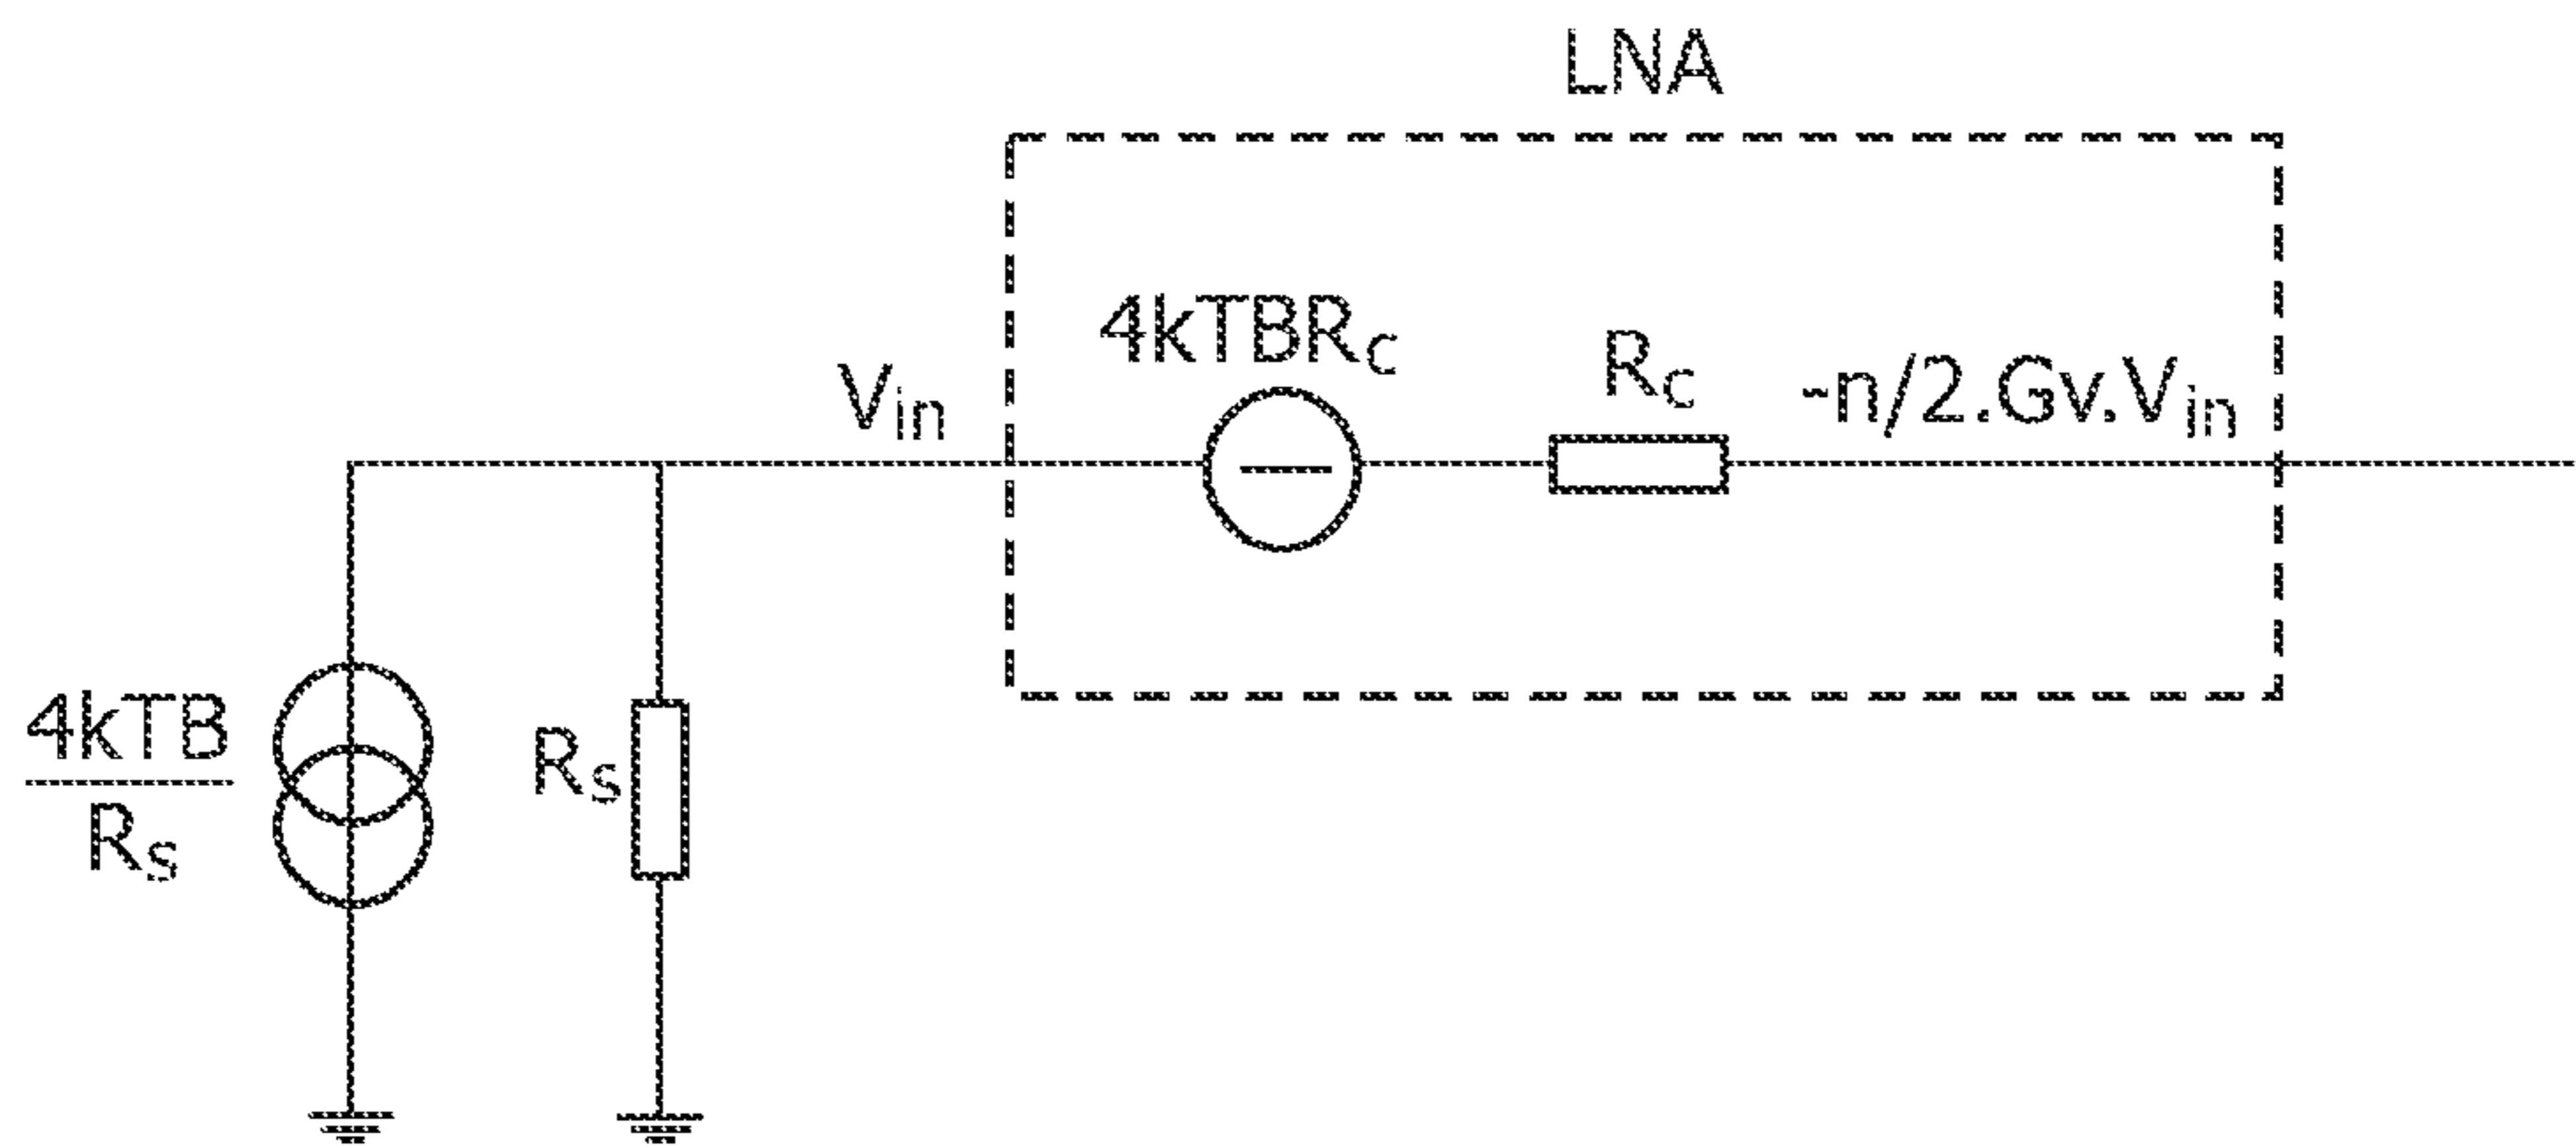 LNA
4kTBRC
RC
-n/2.Gv.Vin
Vin
4kTB
RS
RS